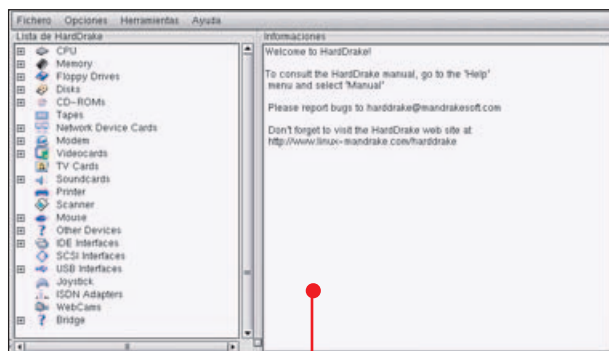 Fichero Opciones Herramientas Ayuda
Lista de HardDrake
CPU
Memory
Floppy Drives
Disks
CD-ROMs
Tapes
Network Device Cards
Modem
Videocards
TV Cards
Soundcards
Printer
Scanner
Mouse
Other Devices
IDE Interfaces
SCSI Interfaces
USB Interfaces
Joystick
ISDN Adapters
WebCams
Bridge
Informaciones
Welcome to HardDrake!
To consult the HardDrake manual, go to the 'Help'
menu and select 'Manual'
Please report bugs to harddrake@mandrakesoft.com
Don't forget to visit the HardDrake web site at:
http://www.linux-mandrake.com/harddrake